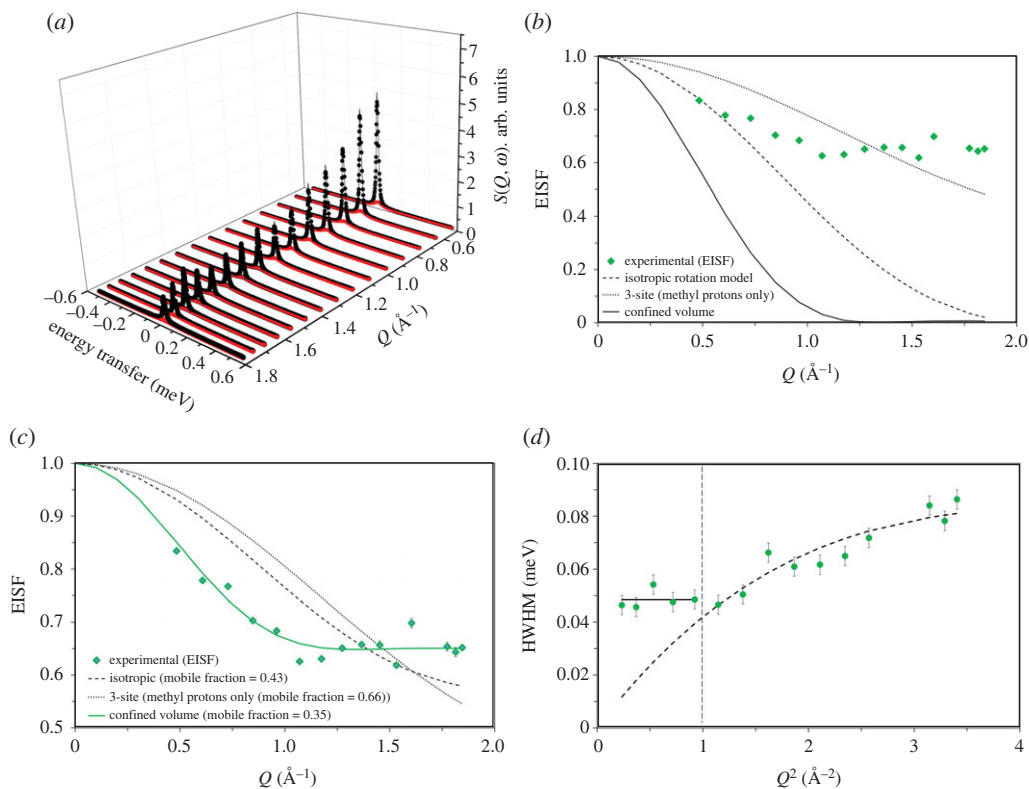 (a)
7
6
5
4
3
2
1
0
S(Q, ω). arb. units
–0.6
–0.4
–0.2
0
0.2
0.4
0.6
energy transfer (meV)
0.6
0.8
1.0
1.2
1.4
1.6
1.8
Q (Å⁻¹)
(b)
1.0
0.8
0.6
0.4
0.2
0
EISF
experimental (EISF)
isotropic rotation model
3-site (methyl protons only)
confined volume
0 0.5 1.0 1.5 2.0
Q (Å⁻¹)
(c)
1.0
0.9
0.8
0.7
0.6
0.5
EISF
experimental (EISF)
isotropic (mobile fraction = 0.43)
3-site (methyl protons only (mobile fraction = 0.66))
confined volume (mobile fraction = 0.35)
0 0.5 1.0 1.5 2.0
Q (Å⁻¹)
(d)
0.10
0.08
0.06
0.04
0.02
0
HWHM (meV)
0 1 2 3 4
Q² (Å⁻²)